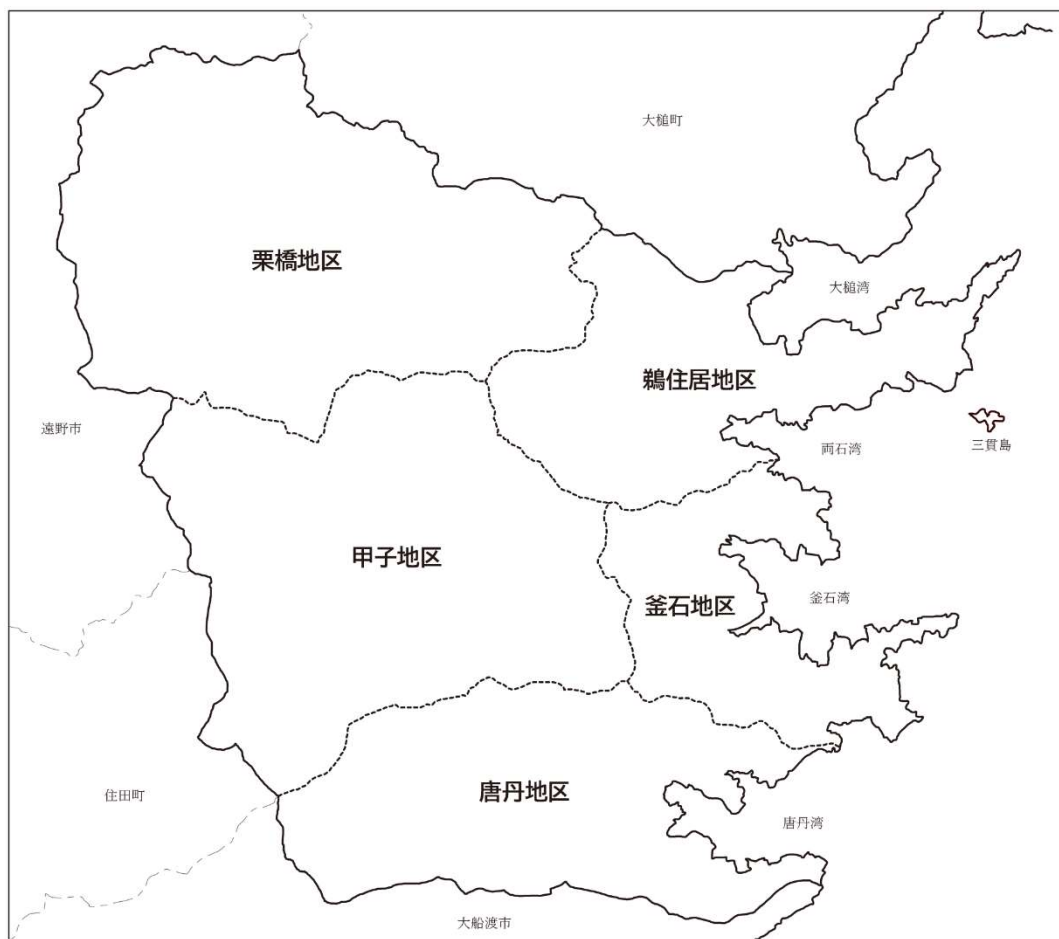 大槌町
栗橋地区
大槌湾
鵜住居地区
遠野市
両石湾
三貫島
甲子地区
釜石地区
釜石湾
住田町
唐丹地区
唐丹湾
大船渡市